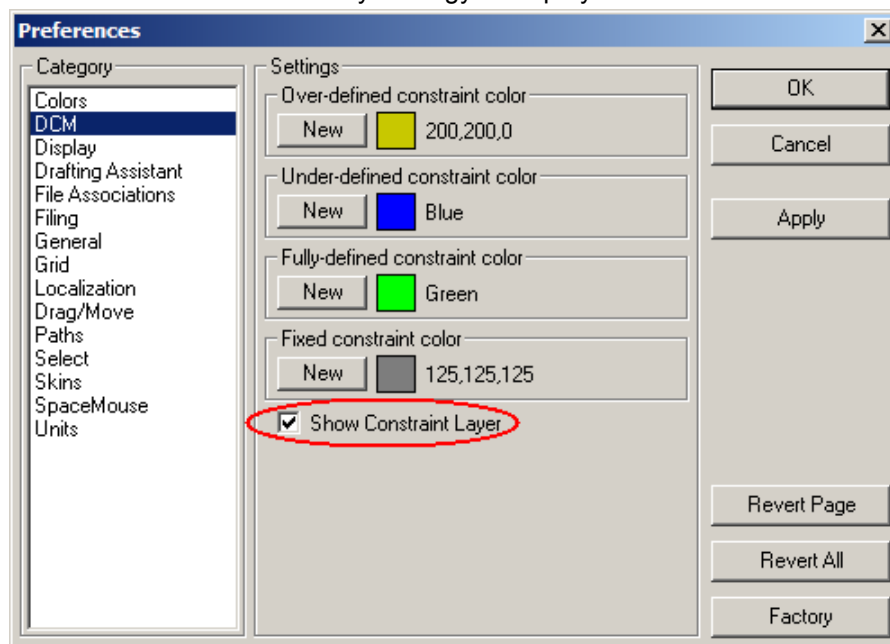 Preferences
Category
Colors
DCM
Display
Drafting Assistant
File Associations
Filing
General
Grid
Localization
Drag/Move
Paths
Select
Skins
SpaceMouse
Units
Settings
Over-defined constraint color
New 200,200,0
Under-defined constraint color
New Blue
Fully-defined constraint color
New Green
Fixed constraint color
New 125,125,125
Show Constraint Layer
OK
Cancel
Apply
Revert Page
Revert All
Factory